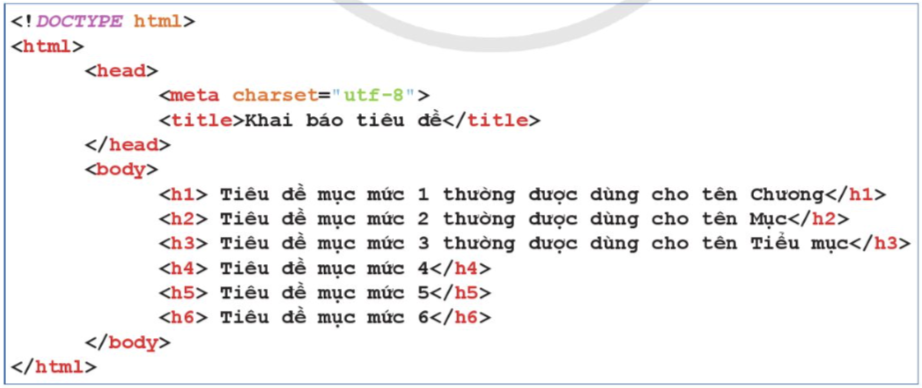 <!DOCTYPE html>
<html>
<head>
<meta charset="utf-8">
<title>Khai báo tiêu đề</title>
</head>
<body>
<h1> Tiêu đề mục mức 1 thường được dùng cho tên Chương</h1>
<h2> Tiêu đề mục mức 2 thường được dùng cho tên Mục</h2>
<h3> Tiêu đề mục mức 3 thường được dùng cho tên Tiểu mục</h3>
<h4> Tiêu đề mục mức 4</h4>
<h5> Tiêu đề mục mức 5</h5>
<h6> Tiêu đề mục mức 6</h6>
</body>
</html>